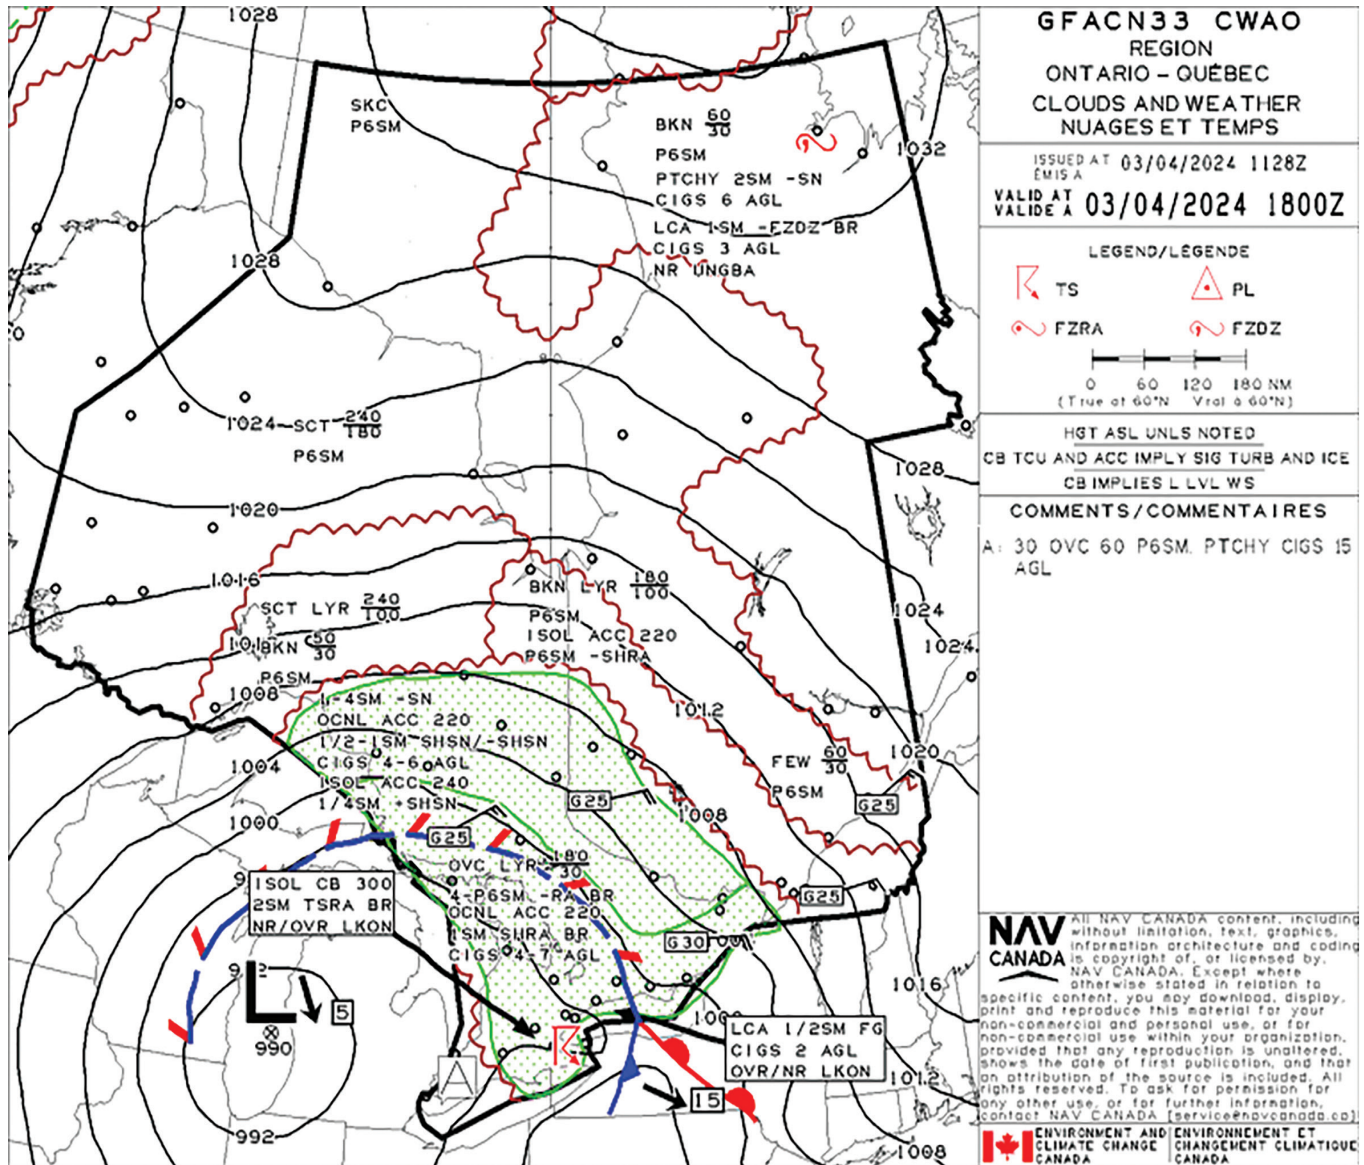 GFACN33 CWAO
REGION
ONTARIO – QUÉBEC
CLOUDS AND WEATHER
NUAGES ET TEMPS
ISSUED AT 03/04/2024 1128Z
ÉMIS A
VALID AT 03/04/2024 1800Z
VALIDE À
LEGEND/LÉGENDE
TS
PL
FZRA
FZDZ
0 60 120 180 NM
(True at 60°N Vrai à 60°N)
HGT ASL UNLS NOTED
CB TCU AND ACC IMPLY SIG TURB AND ICE
CB IMPLIES L LVL WS
COMMENTS/COMMENTAIRES
A: 30 OVC 60 P6SM. PTCHY CIGS 15
AGL
NAV
CANADA
All NAV CANADA content, including
without limitation, text, graphics,
information architecture and coding
is copyright of, or licensed by,
NAV CANADA. Except where
otherwise stated in relation to
specific content, you may download, display,
print and reproduce this material for your
non-commercial and personal use, or for
non-commercial use within your organization,
provided that any reproduction is unaltered,
shows the date of first publication, and that
an attribution of the source is included. All
rights reserved. To ask for permission for
any other use, or for further information,
contact NAV CANADA [service@navcanada.ca]
ENVIRONMENT AND
CLIMATE CHANGE
CANADA
ENVIRONNEMENT ET
CHANGEMENT CLIMATIQUE
CANADA
1028
1028
SKC
P6SM
BKN 60
30
P6SM
PTCHY 2SM -SN
CIGS 6 AGL
LCA 1SM -FZDZ BR
CIGS 3 AGL
NR UNGBA
1032
1028
1024
SCT 240
180
P6SM
1028
1020
1016
SCT LYR 240
100
BKN 50
30
P6SM
BKN LYR 180
100
P6SM
ISOL ACC 220
P6SM -SHRA
1024
1024
1008
1-4SM -SN
OCNL ACC 220
1/2-1SM SHSN/-SHSN
CIGS 4-6 AGL
ISOL ACC 240
1/4SM +SHSN
1012
1020
FEW 60
30
P6SM
G25
1004
G25
1008
1000
G25
OVC LYR 180
30
4-P6SM -RA BR
OCNL ACC 220
1SM SHRA BR
CIGS 4-7 AGL
G25
G30
ISOL CB 300
2SM TSRA BR
NR/OVR LKON
L
5
990
992
A
LCA 1/2SM FG
CIGS 2 AGL
OVR/NR LKON
15
1016
1012
1008